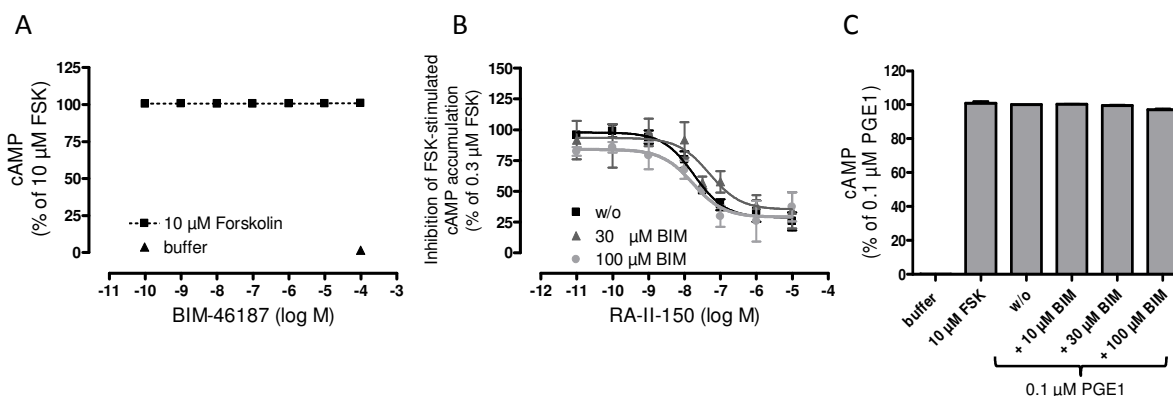 A
cAMP
(% of 10 µM FSK)
125
100
75
50
25
0
10 µM Forskolin
buffer
-11 -10 -9 -8 -7 -6 -5 -4 -3
BIM-46187 (log M)
B
Inhibition of FSK-stimulated
cAMP accumulation
(% of 0.3 µM FSK)
150
125
100
75
50
25
0
w/o
30 µM BIM
100 µM BIM
-12 -11 -10 -9 -8 -7 -6 -5 -4
RA-II-150 (log M)
C
cAMP
(% of 0.1 µM PGE1)
120
100
80
60
40
20
0
buffer
10 µM FSK
w/o
+ 10 µM BIM
+ 30 µM BIM
+ 100 µM BIM
0.1 µM PGE1